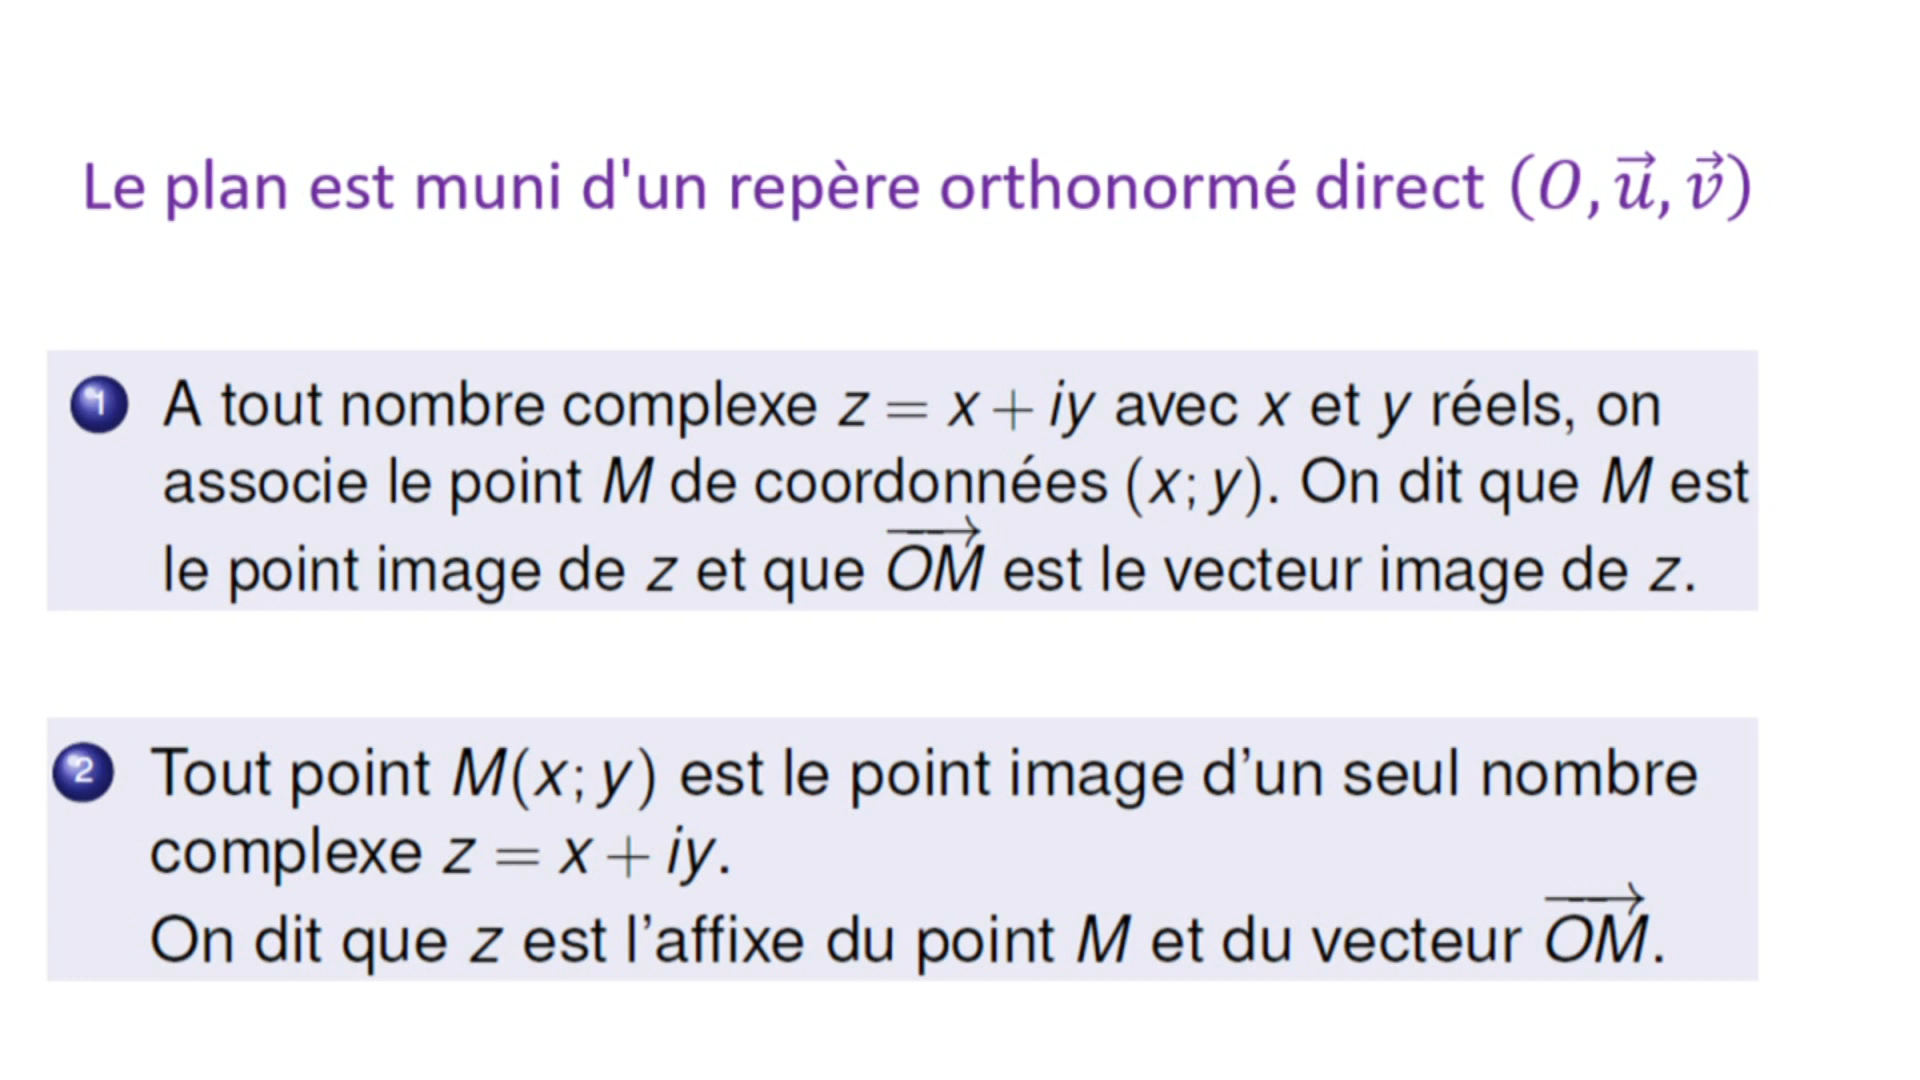 Le plan est muni d'un repère orthonormé direct (O, u⃗, v⃗)
1 A tout nombre complexe z = x + iy avec x et y réels, on
associe le point M de coordonnées (x; y). On dit que M est
le point image de z et que \overrightarrow{OM} est le vecteur image de z.
2 Tout point M(x; y) est le point image d’un seul nombre
complexe z = x + iy.
On dit que z est l’affixe du point M et du vecteur \overrightarrow{OM}.